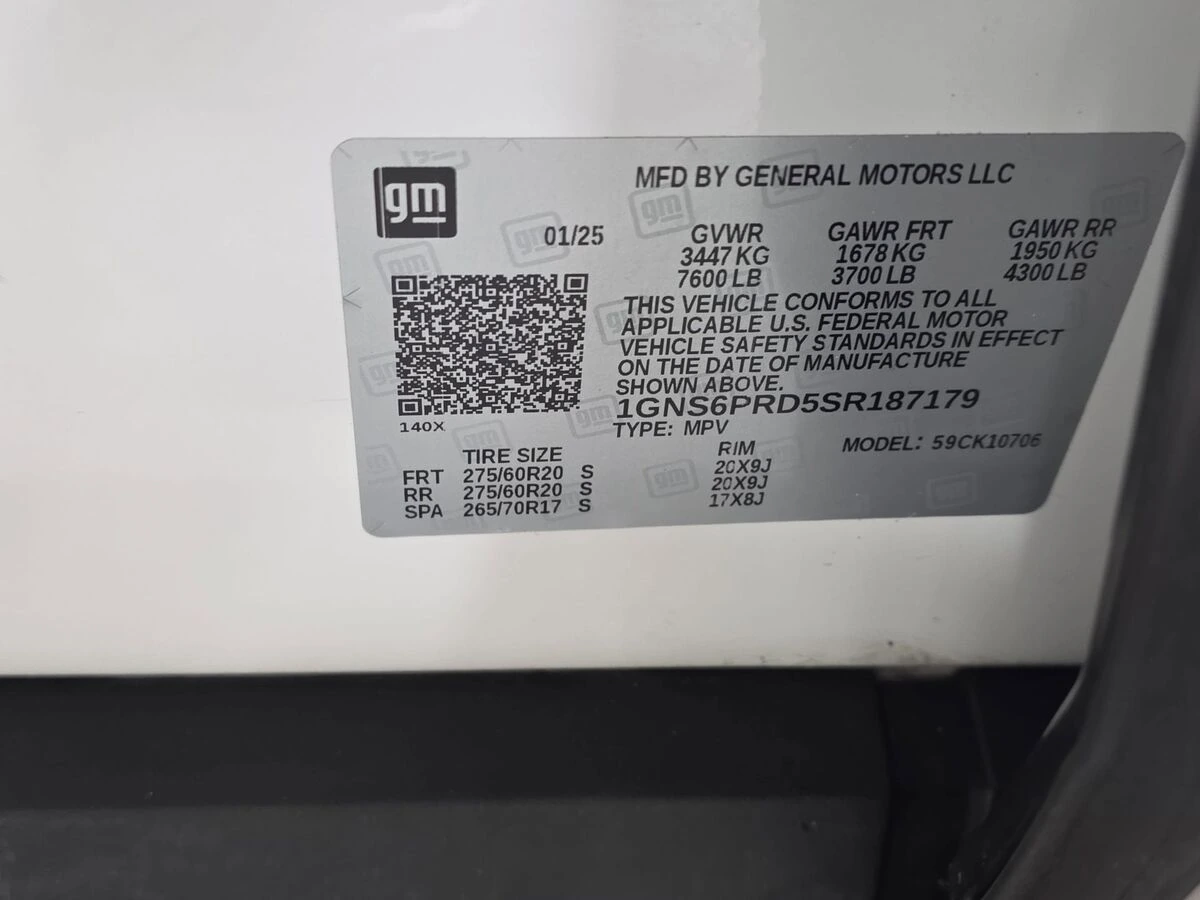 gm
MFD BY GENERAL MOTORS LLC
01/25
GVWR GAWR FRT GAWR RR
3447 KG 1678 KG 1950 KG
7600 LB 3700 LB 4300 LB
THIS VEHICLE CONFORMS TO ALL
APPLICABLE U.S. FEDERAL MOTOR
VEHICLE SAFETY STANDARDS IN EFFECT
ON THE DATE OF MANUFACTURE
SHOWN ABOVE.
1GNS6PRD5SR187179
140X
TYPE: MPV
MODEL: 59CK10706
TIRE SIZE RIM
FRT 275/60R20 S 20X9J
RR 275/60R20 S 20X9J
SPA 265/70R17 S 17X8J